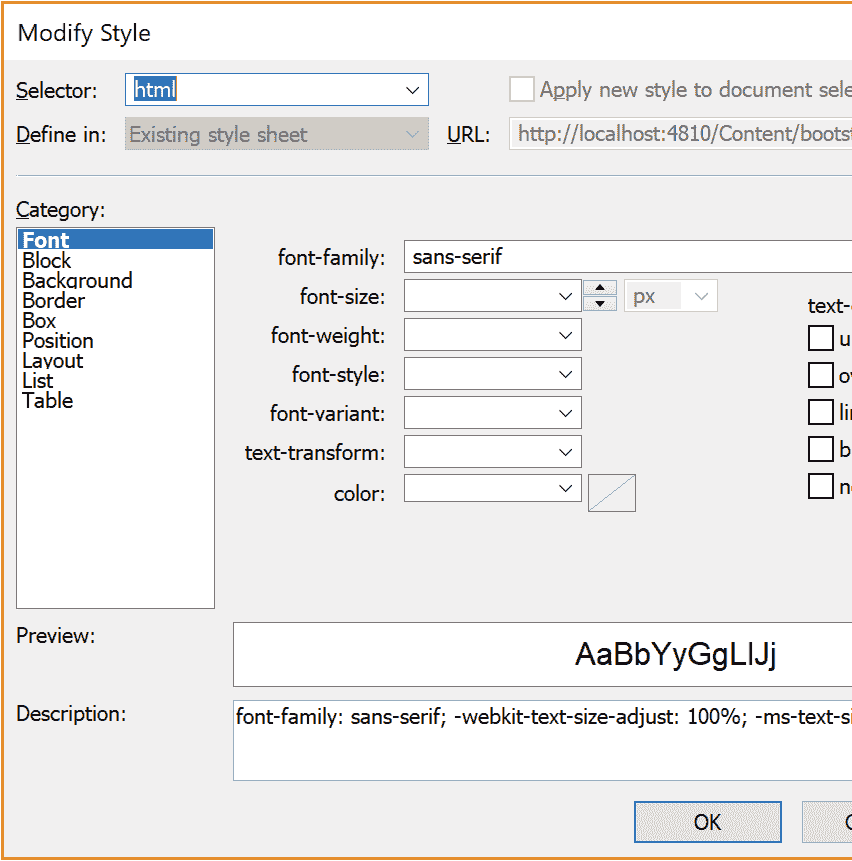 Modify Style
Selector: html Apply new style to document sele
Define in: Existing style sheet URL: http://localhost:4810/Content/boots
Category:
Font
Block
Background
Border
Box
Position
Layout
List
Table
font-family: sans-serif
font-size: px
font-weight:
font-style:
font-variant:
text-transform:
color:
text-
u
o
li
b
n
Preview: AaBbYyGgLlJj
Description: font-family: sans-serif; -webkit-text-size-adjust: 100%; -ms-text-si
OK